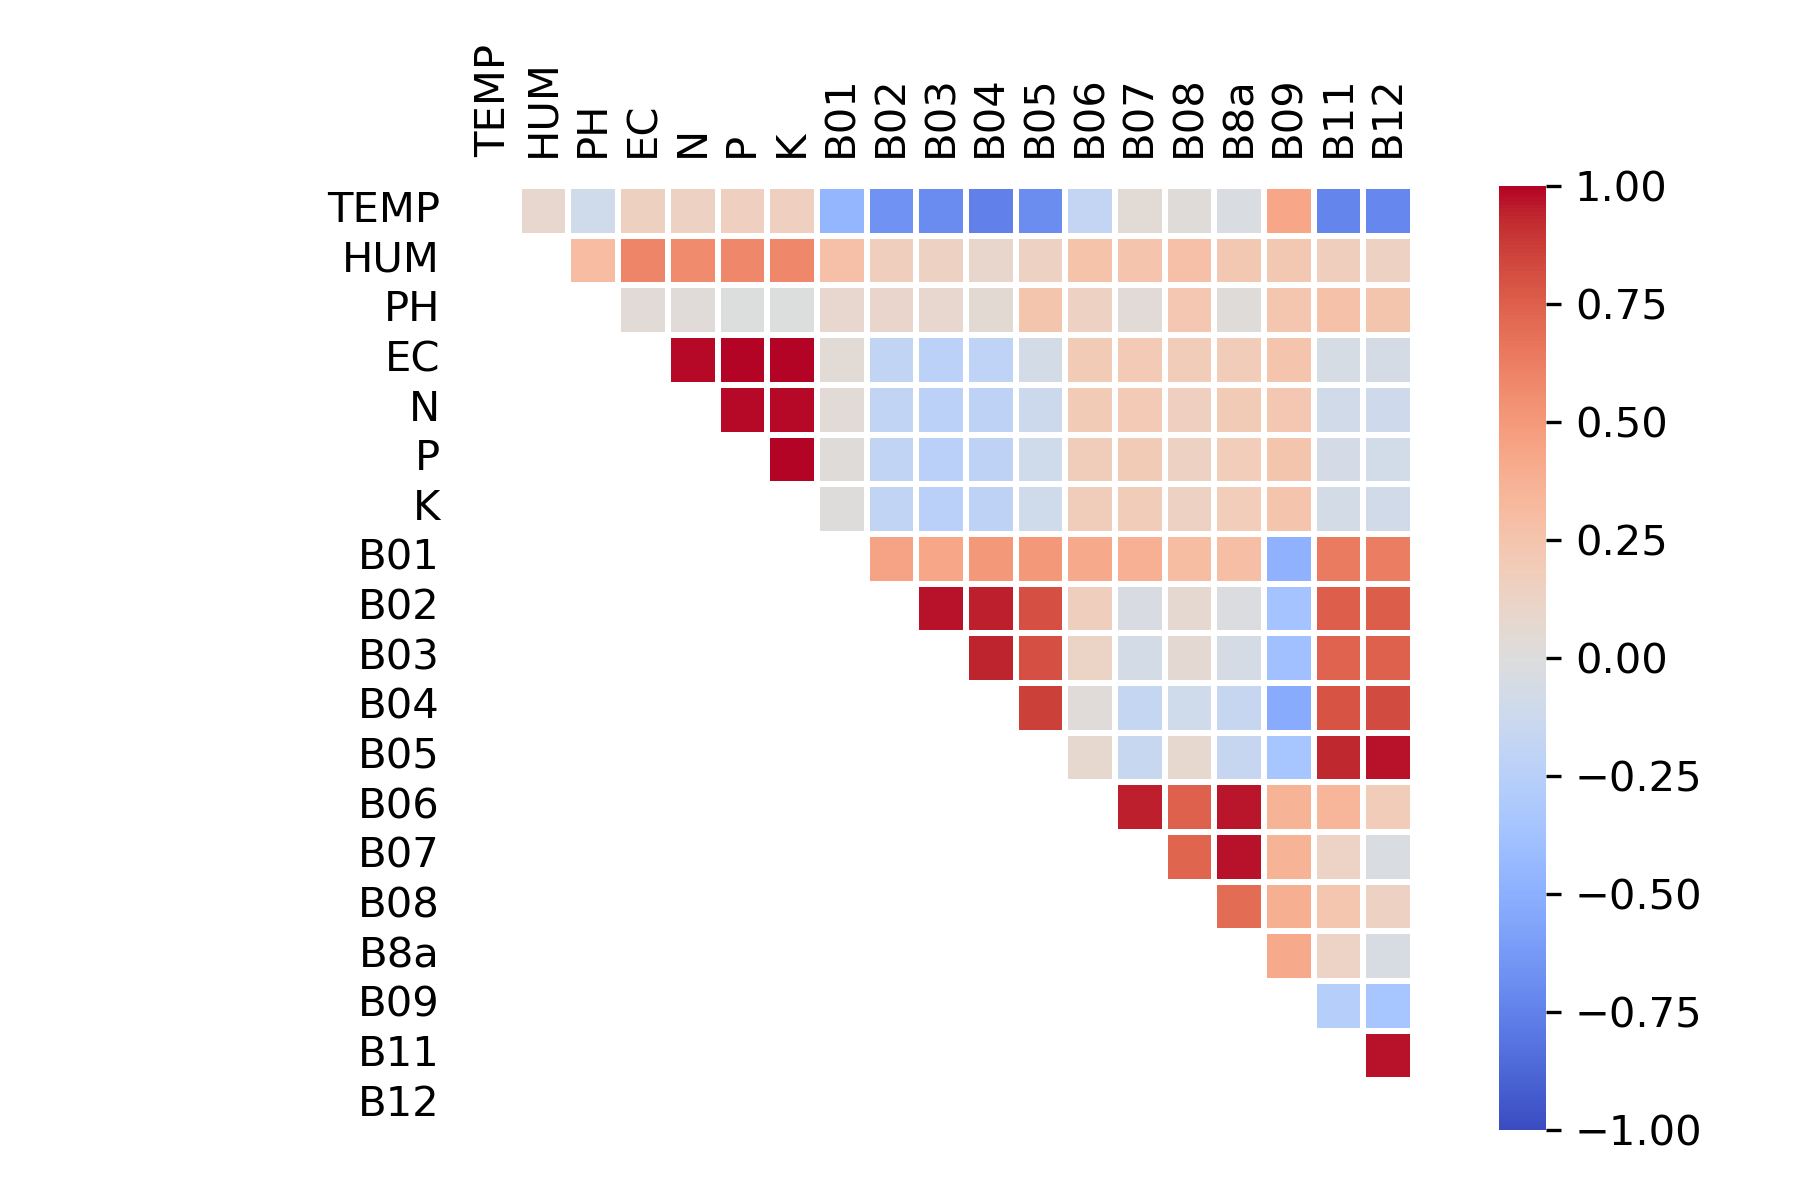 TEMP HUM PH EC N P K B01 B02 B03 B04 B05 B06 B07 B08 B8a B09 B11 B12
TEMP
HUM
PH
EC
N
P
K
B01
B02
B03
B04
B05
B06
B07
B08
B8a
B09
B11
B12
1.00
0.75
0.50
0.25
0.00
−0.25
−0.50
−0.75
−1.00